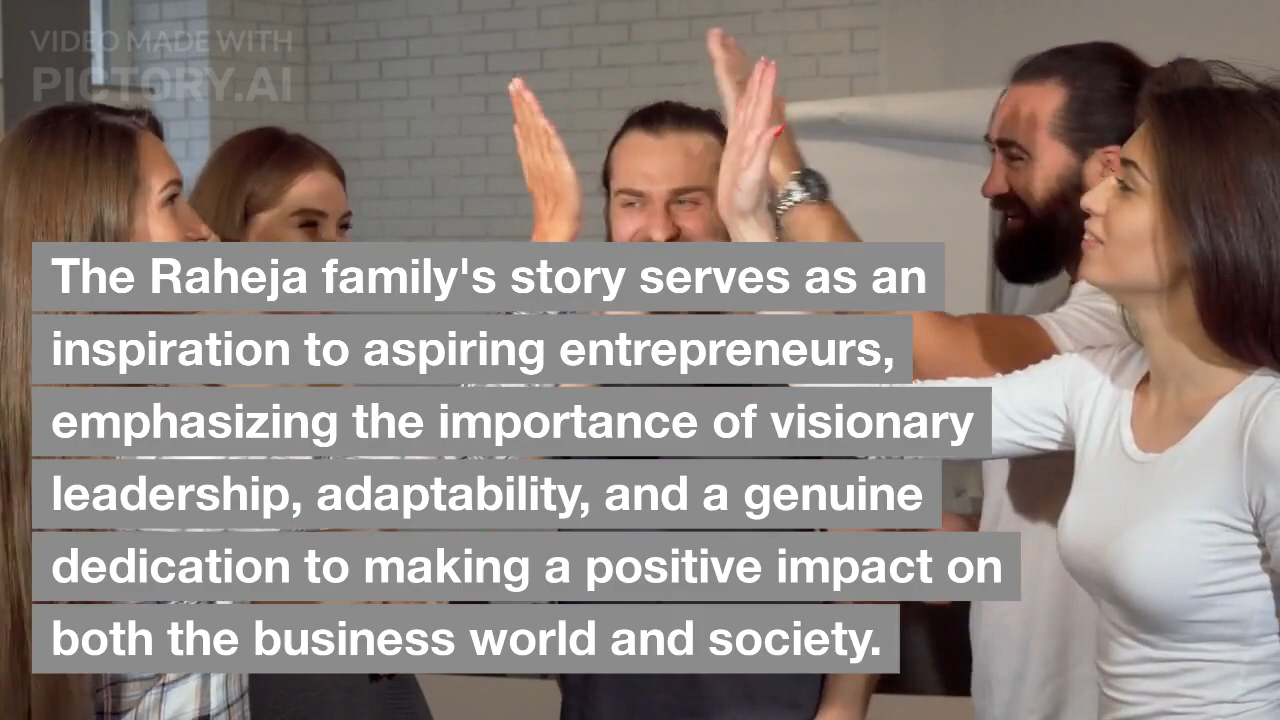 VIDEO MADE WITH
PICTORY.AI
The Raheja family's story serves as an
inspiration to aspiring entrepreneurs,
emphasizing the importance of visionary
leadership, adaptability, and a genuine
dedication to making a positive impact on
both the business world and society.